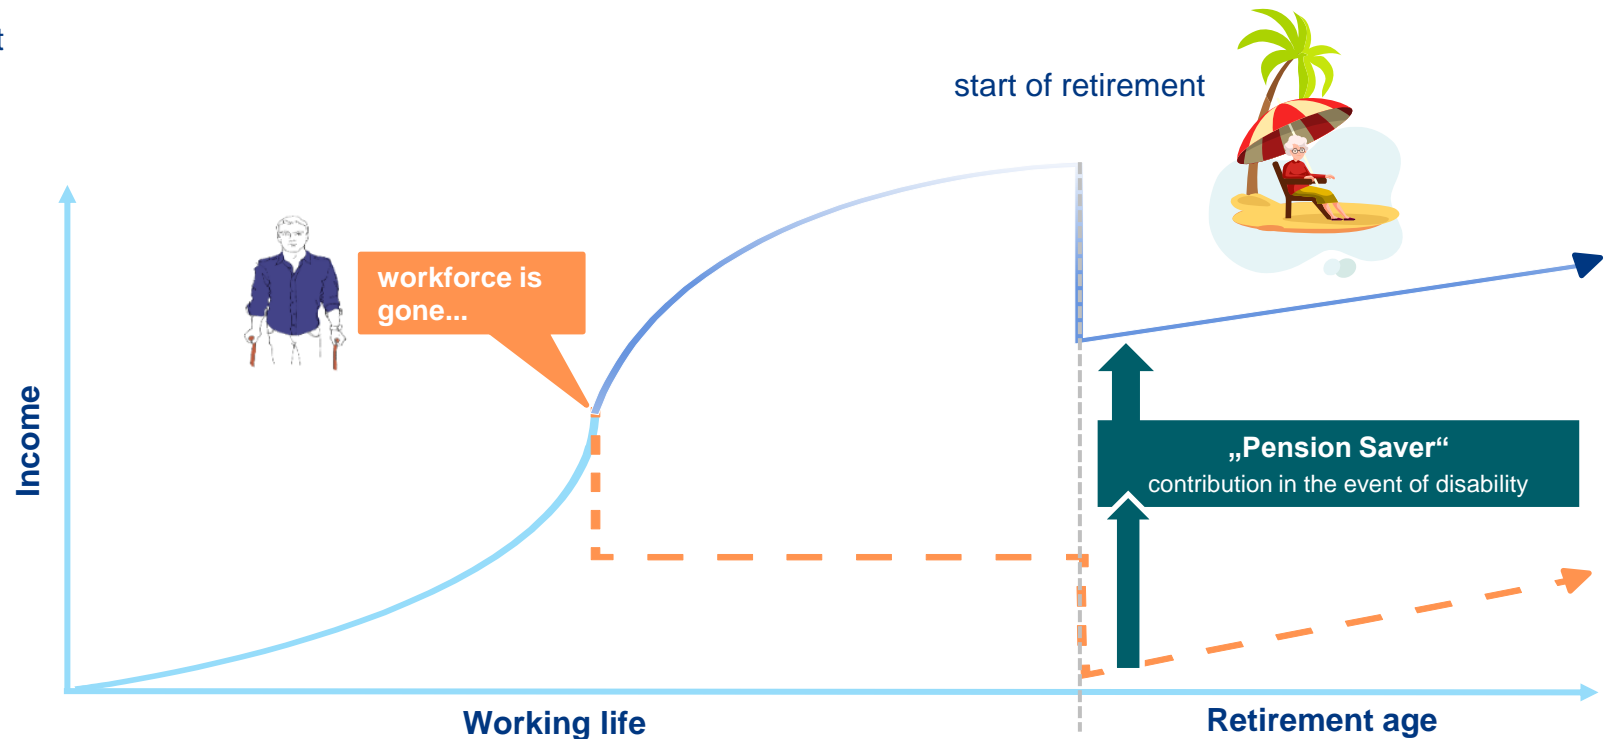 start of retirement
workforce is
gone...
Income
„Pension Saver“
contribution in the event of disability
Working life
Retirement age